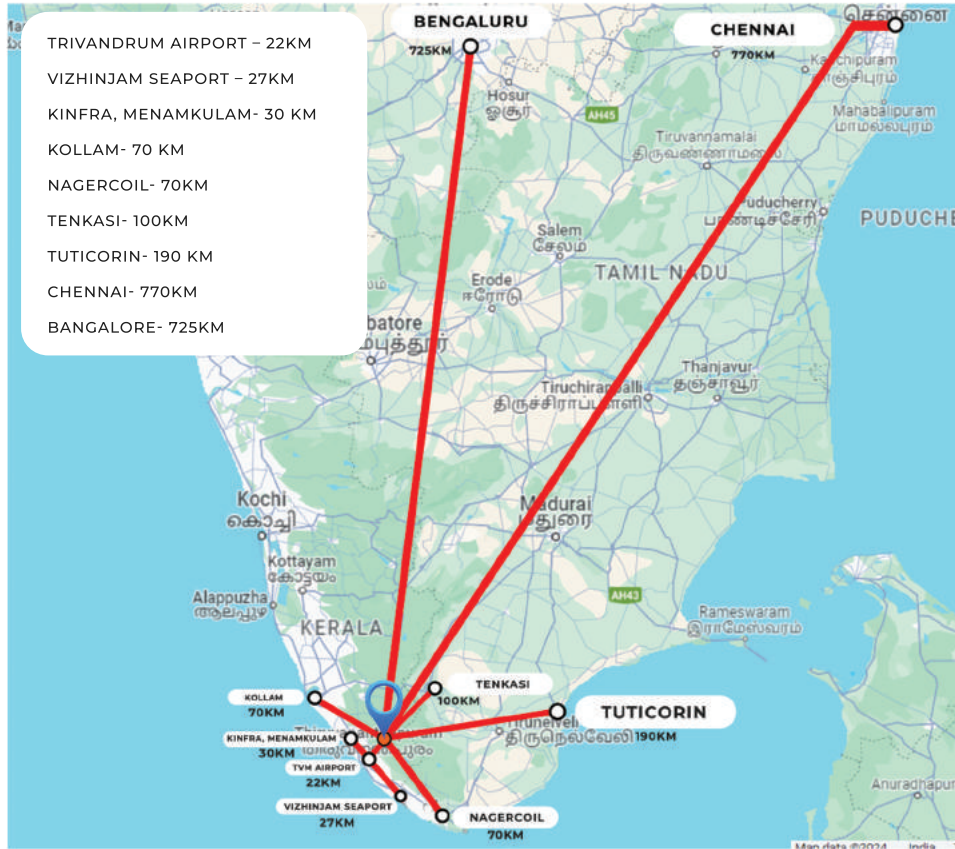 TRIVANDRUM AIRPORT – 22KM
VIZHINJAM SEAPORT – 27KM
KINFRA, MENAMKULAM- 30 KM
KOLLAM- 70 KM
NAGERCOIL- 70KM
TENKASI- 100KM
TUTICORIN- 190 KM
CHENNAI- 770KM
BANGALORE- 725KM
BENGALURU
725KM
CHENNAI
770KM
சென்னை
Hosur
ஓசூர்
AH45
காஞ்சிபுரம்
Mahabalipuram
மாமல்லபுரம்
Tiruvannamalai
திருவண்ணாமலை
Puducherry
பாண்டிச்சேரி
PUDUCHE
Salem
சேலம்
TAMIL NADU
Erode
ஈரோடு
batore
Thanjavur
தஞ்சாவூர்
Tiruchirappalli
திருச்சிராப்பள்ளி
Kochi
கொச்சி
Madurai
மதுரை
Kottayam
கோட்டயம்
Alappuzha
ആലപ്പുഴ
KERALA
AH43
Rameswaram
இராமேஸ்வரம்
TENKASI
100KM
KOLLAM
70KM
TUTICORIN
190KM
திருநெல்வேலி
KINFRA, MENAMKULAM
30KM
TVM AIRPORT
22KM
VIZHINJAM SEAPORT
27KM
NAGERCOIL
70KM
Anuradhapur
Map data ©2024
India